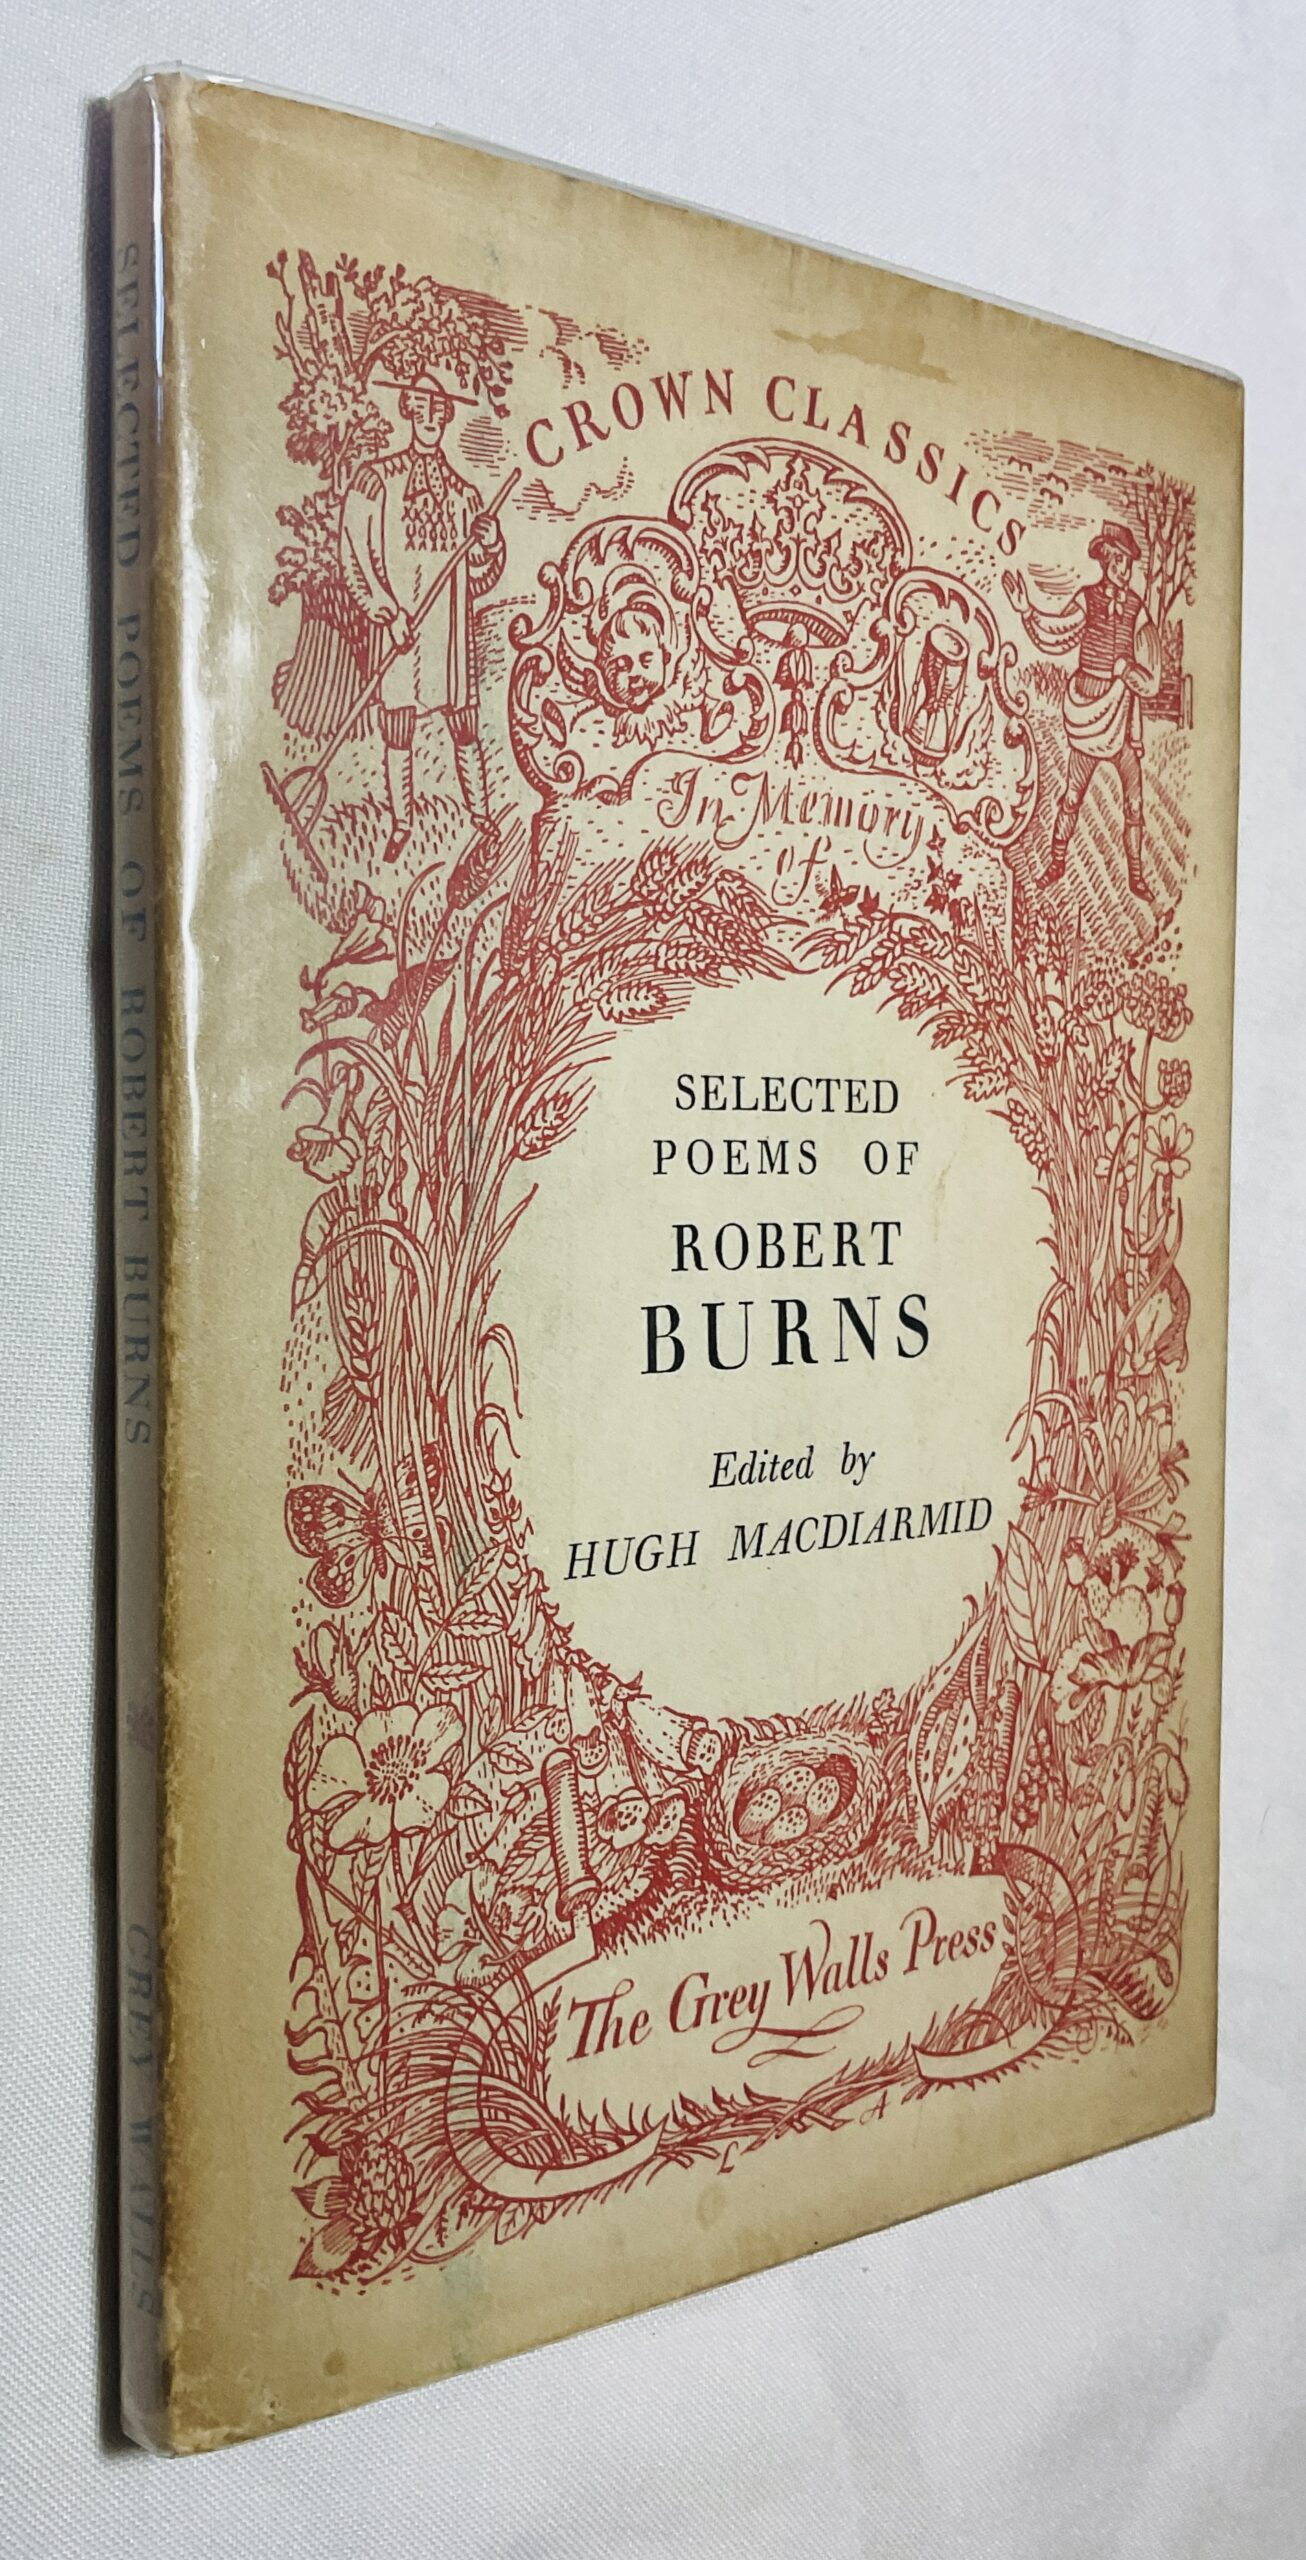 CROWN CLASSICS
In Memory
of
SELECTED
POEMS OF
ROBERT
BURNS
Edited by
HUGH MACDIARMID
The Grey Walls Press
L A
SELECTED POEMS OF ROBERT BURNS
GREY WALLS